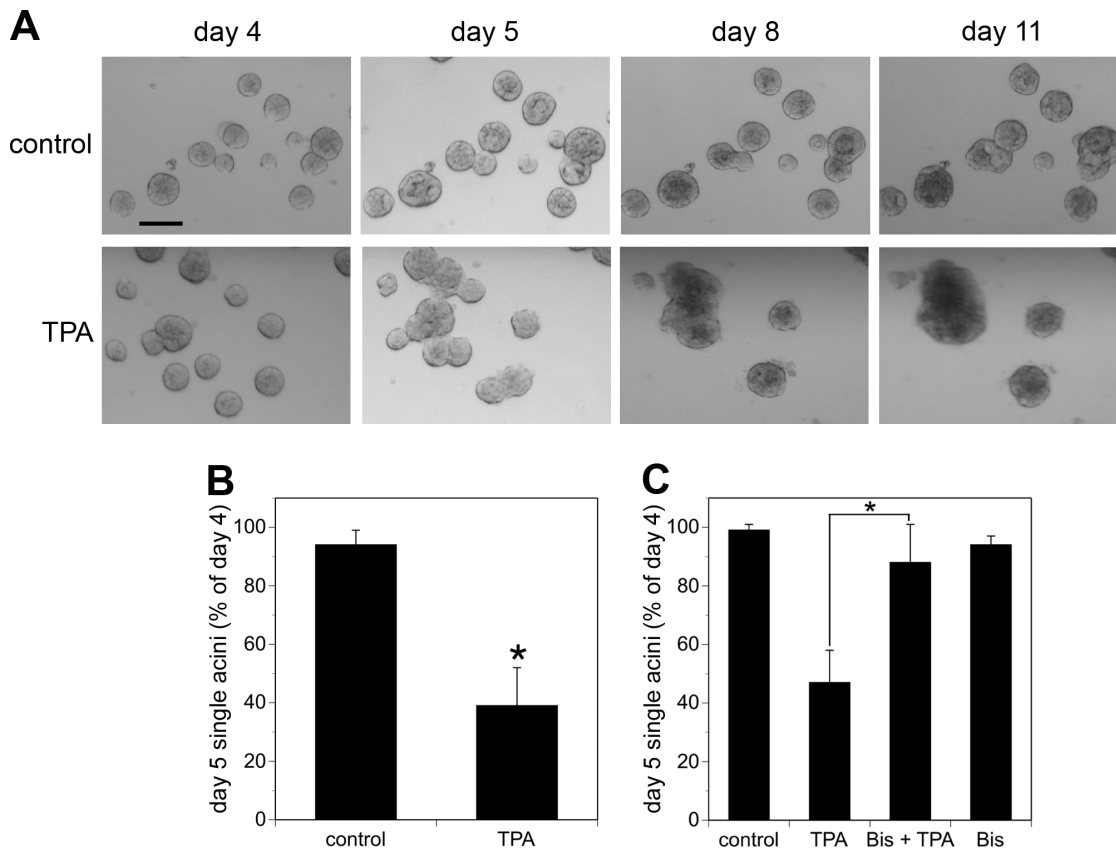 A
day 4 day 5 day 8 day 11
control
TPA
B
day 5 single acini (% of day 4)
100
80
60
40
20
0
*
control TPA
C
day 5 single acini (% of day 4)
100
80
60
40
20
0
*
control TPA Bis + TPA Bis